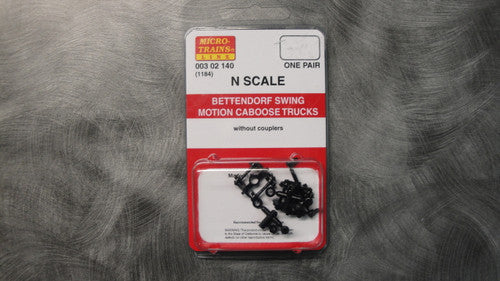 MICRO-
TRAINS®
LINE
003 02 140
(1184)
ONE PAIR
N SCALE
BETTENDORF SWING
MOTION CABOOSE TRUCKS
without couplers